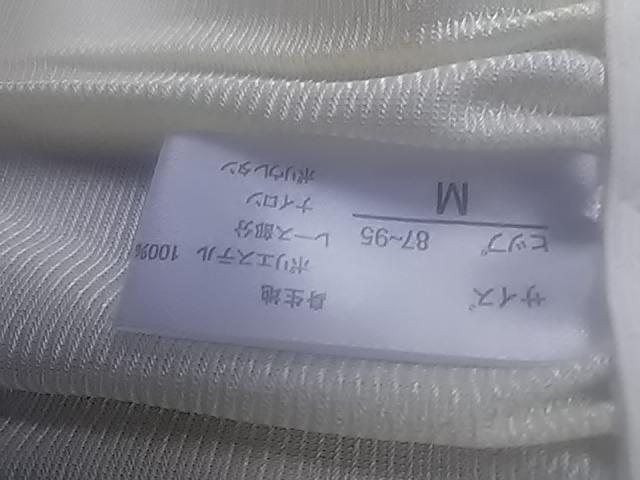 サイズ
ヒップ 87~95
M
身生地
ポリエステル 100%
レース部分
ナイロン
ポリウレタン